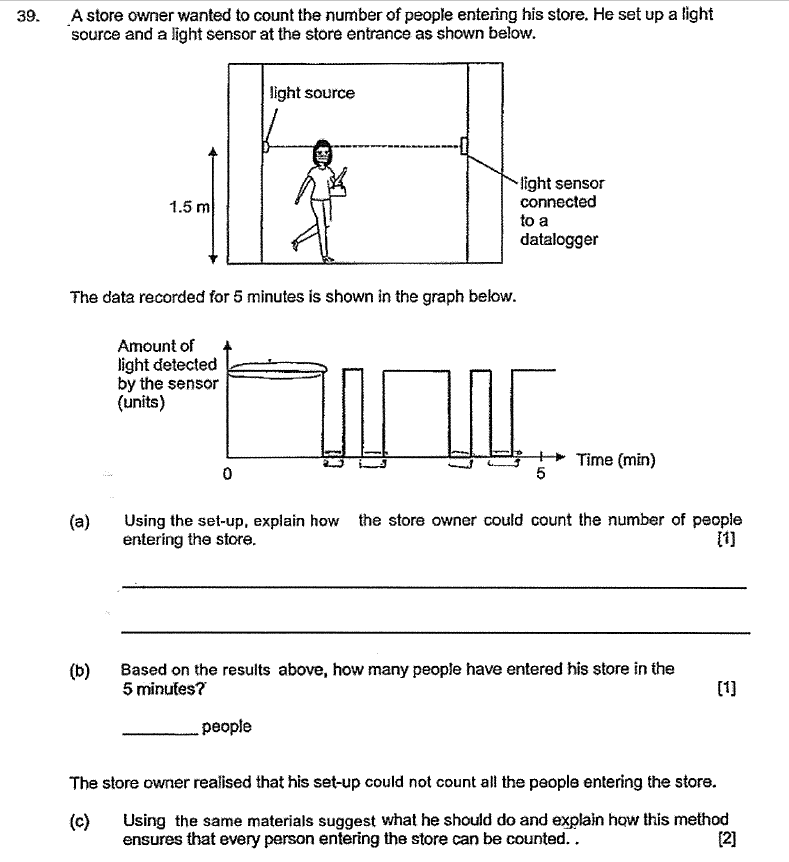 39. A store owner wanted to count the number of people entering his store. He set up a light
source and a light sensor at the store entrance as shown below.
light source
1.5 m
light sensor
connected
to a
datalogger
The data recorded for 5 minutes is shown in the graph below.
Amount of
light detected
by the sensor
(units)
0
5
Time (min)
(a) Using the set-up, explain how the store owner could count the number of people
entering the store. [1]
(b) Based on the results above, how many people have entered his store in the
5 minutes? [1]
people
The store owner realised that his set-up could not count all the people entering the store.
(c) Using the same materials suggest what he should do and explain how this method
ensures that every person entering the store can be counted. . [2]